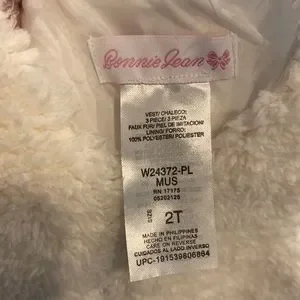 Bonnie Jean
VEST/ CHALECO:
3 PIECE/ 3 PIEZA
FAUX FUR/ PIEL DE IMITACION/
LINING/ FORRO:
100% POLYESTER/ POLIESTER
W24372-PL
MUS
RN 17175
05202125
SIZE
2T
MADE IN PHILIPPINES
HECHO EN FILIPINAS
CARE ON REVERSE
CUIDADOS AL LADO INVERSO
UPC-191539806864